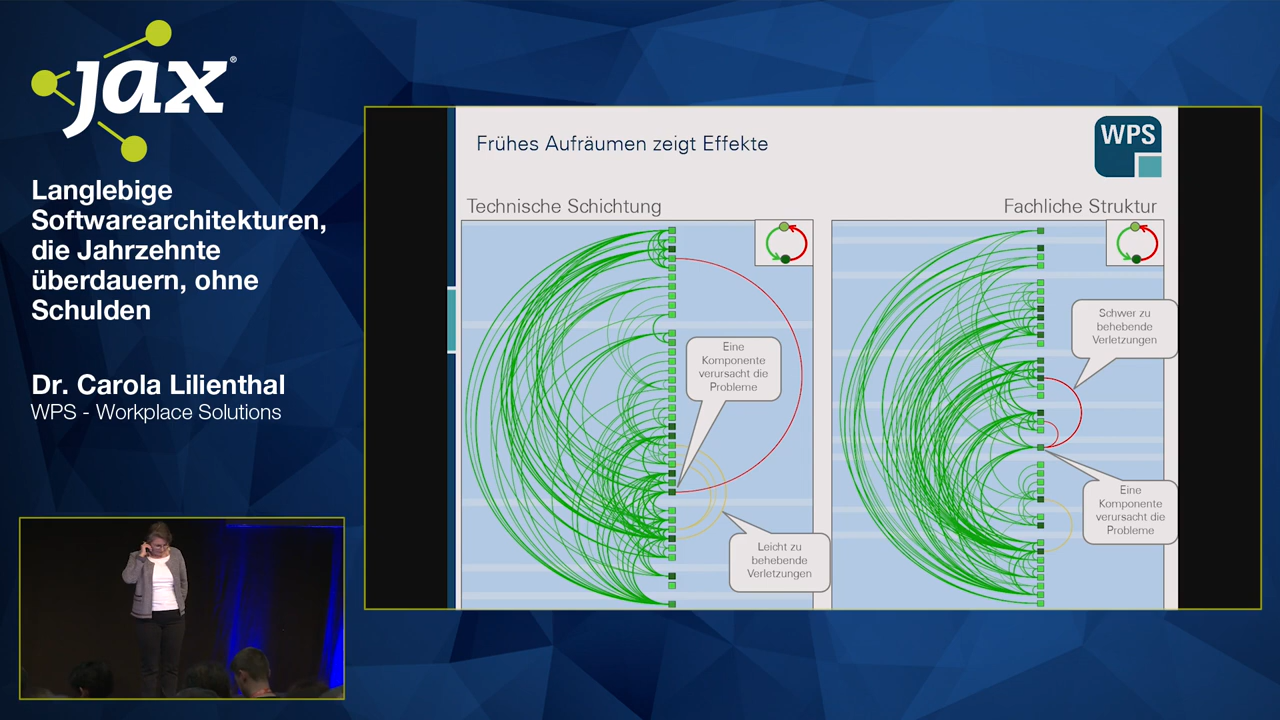 jax®
Langlebige
Softwarearchitekturen,
die Jahrzehnte
überdauern, ohne
Schulden
Dr. Carola Lilienthal
WPS - Workplace Solutions
Frühes Aufräumen zeigt Effekte
WPS
Technische Schichtung
Fachliche Struktur
Eine
Komponente
verursacht die
Probleme
Leicht zu
behebende
Verletzungen
Schwer zu
behebende
Verletzungen
Eine
Komponente
verursacht die
Probleme